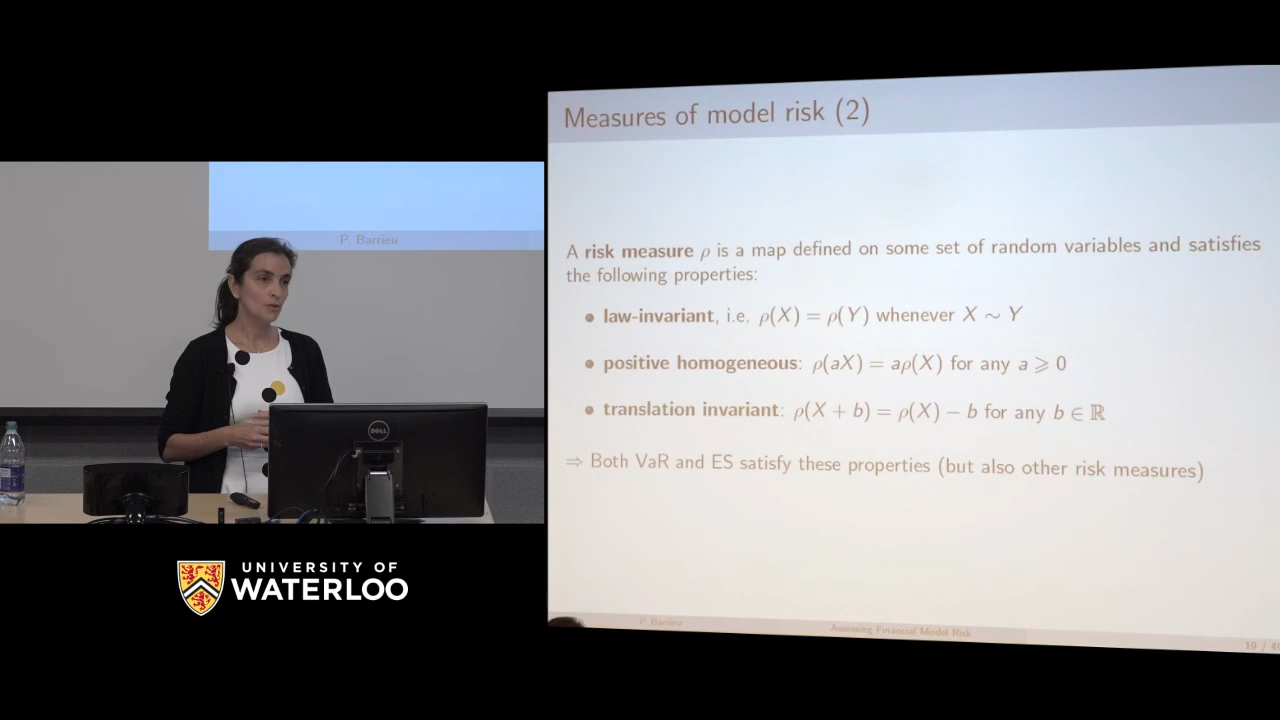 Measures of model risk (2)
A risk measure ρ is a map defined on some set of random variables and satisfies
the following properties:
• law-invariant, i.e. ρ(X) = ρ(Y) whenever X ∼ Y
• positive homogeneous: ρ(aX) = aρ(X) for any a ⩾ 0
• translation invariant: ρ(X + b) = ρ(X) − b for any b ∈ ℝ
⇒ Both VaR and ES satisfy these properties (but also other risk measures)
P. Barrieu
Assessing Financial Model Risk
19 /
P. Barrieu
DELL
UNIVERSITY OF
WATERLOO